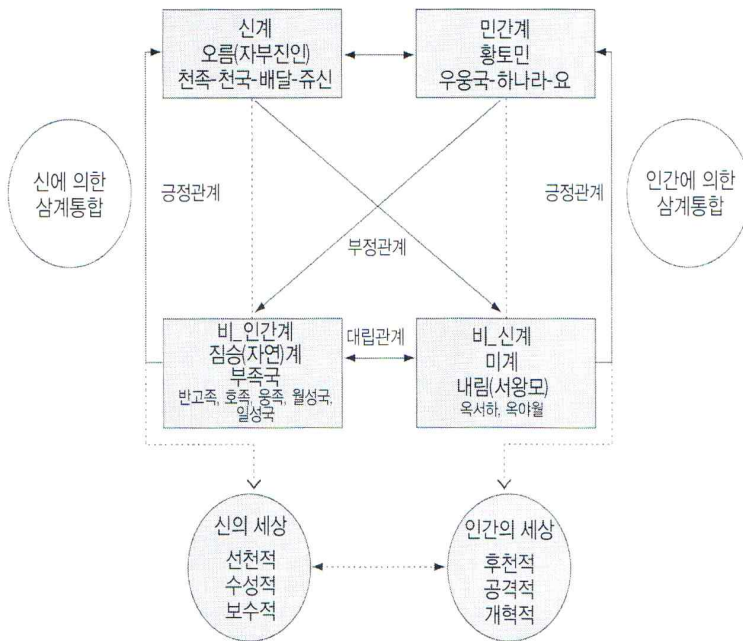 신계
오름(자부진인)
천족-천국-배달-쥬신
민간계
황토민
우웅국-하나라-요
신에 의한
삼계통합
긍정관계
긍정관계
인간에 의한
삼계통합
부정관계
비_인간계
짐승(자연)계
부족국
반고족, 호족, 웅족, 월성국,
일성국
대립관계
비_신계
미계
내림(서왕모)
옥서하, 옥야월
신의 세상
선천적
수성적
보수적
인간의 세상
후천적
공격적
개혁적